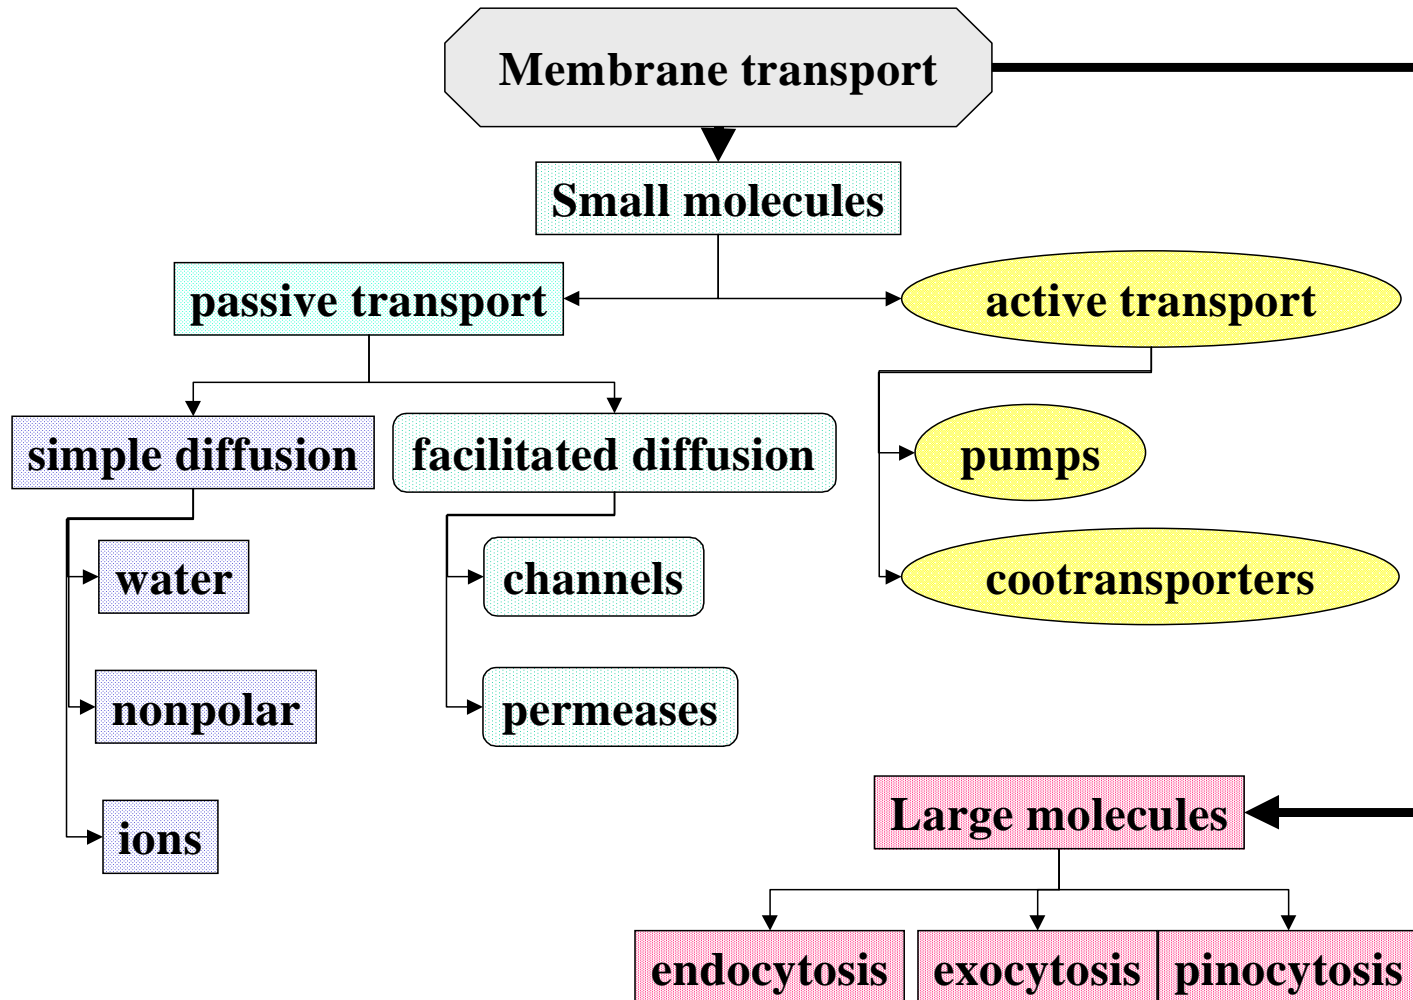 Membrane transport
Small molecules
passive transport
active transport
simple diffusion
facilitated diffusion
pumps
water
channels
cootransporters
nonpolar
permeases
ions
Large molecules
endocytosis
exocytosis
pinocytosis